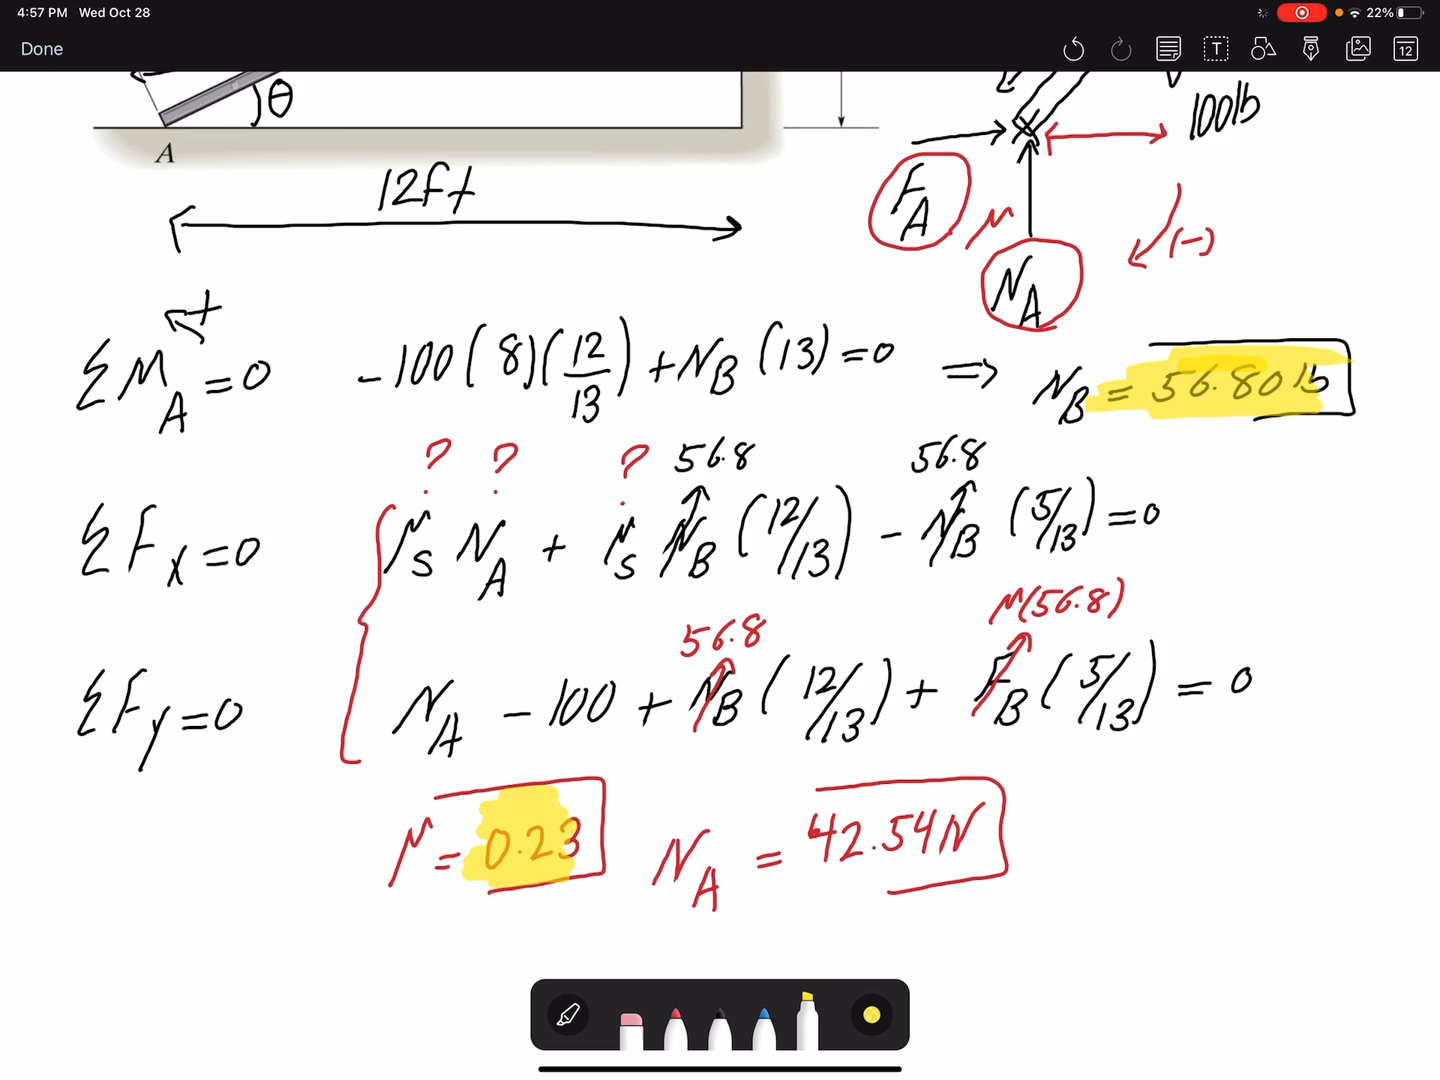 4:57 PM Wed Oct 28
22%
Done
T
12
θ
100lb
A
12ft
F_A
μ
(-)
N_A
+
ΣM_A = 0 -100(8)(12/13) + N_B(13) = 0 ⇒ N_B = 56.80 lb
? ? ? 56.8 56.8
ΣF_x = 0 μ_s N_A + μ_s N_B (12/13) - N_B (5/13) = 0
56.8 μ(56.8)
ΣF_y = 0 N_A - 100 + N_B (12/13) + F_B (5/13) = 0
μ = 0.23 N_A = 42.54N